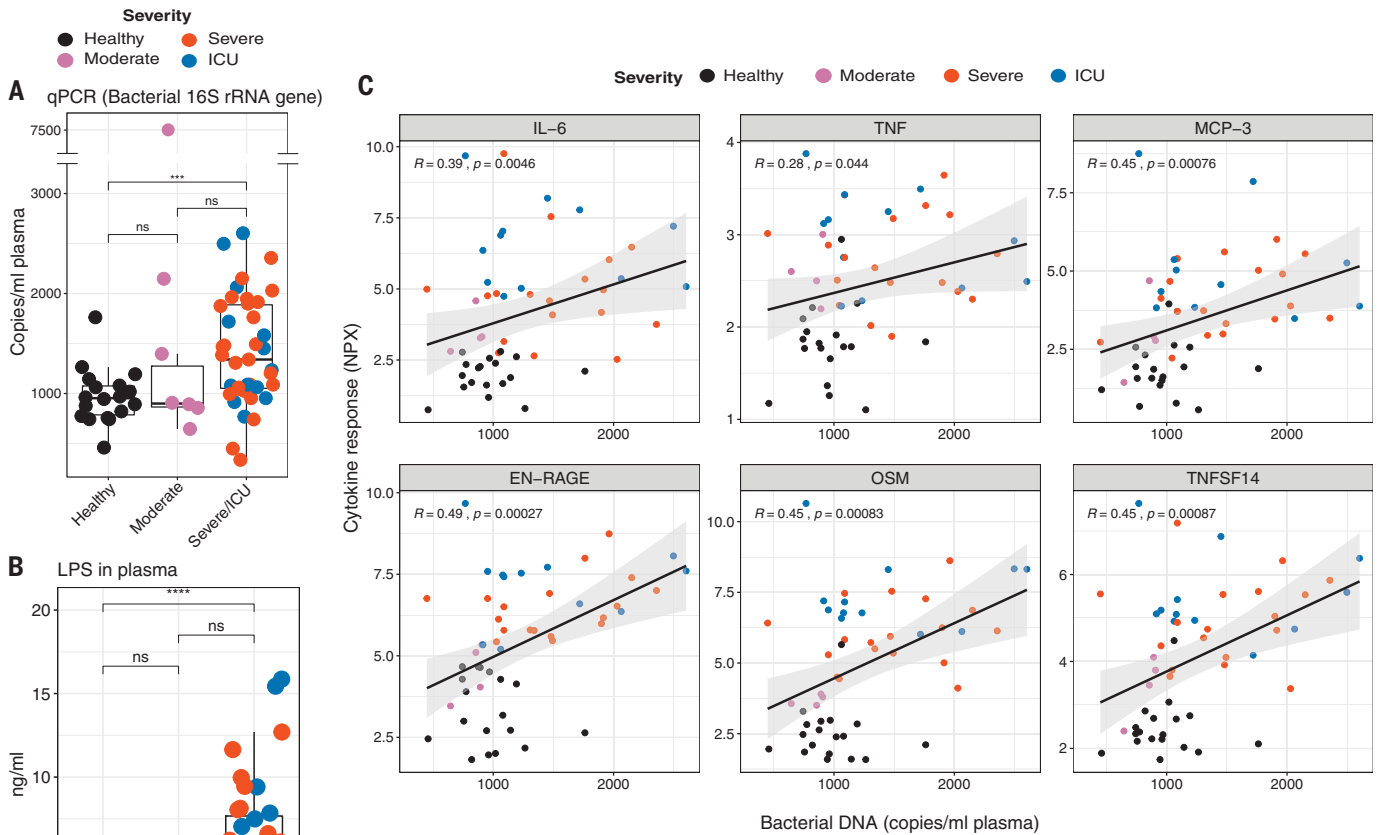 Severity
Healthy Severe
Moderate ICU
A qPCR (Bacterial 16S rRNA gene)
7500
3000
2000
1000
Copies/ml plasma
***
ns
ns
Healthy
Moderate
Severe/ICU
B LPS in plasma
20
15
10
ng/ml
****
ns
ns
C
Severity Healthy Moderate Severe ICU
Cytokine response (NPX)
IL-6
R = 0.39 , p = 0.0046
10.0
7.5
5.0
2.5
1000 2000
TNF
R = 0.28 , p = 0.044
4
3
2
1
1000 2000
MCP-3
R = 0.45 , p = 0.00076
7.5
5.0
2.5
1000 2000
EN-RAGE
R = 0.49 , p = 0.00027
10.0
7.5
5.0
2.5
1000 2000
OSM
R = 0.45 , p = 0.00083
10.0
7.5
5.0
2.5
1000 2000
TNFSF14
R = 0.45 , p = 0.00087
6
4
2
1000 2000
Bacterial DNA (copies/ml plasma)